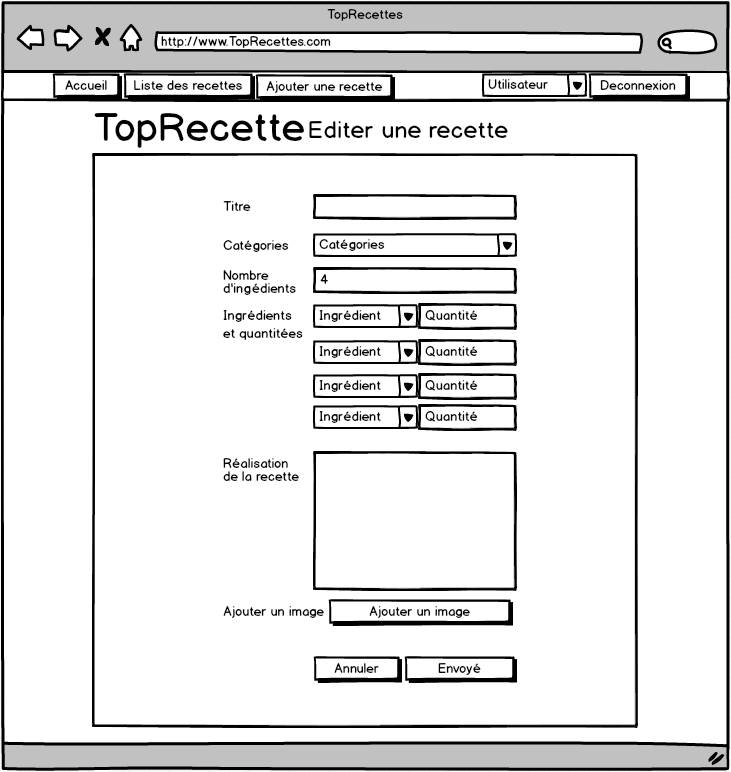 TopRecettes
http://www.TopRecettes.com
Accueil
Liste des recettes
Ajouter une recette
Utilisateur
Deconnexion
TopRecette Editer une recette
Titre
Catégories
Catégories
Nombre
d'ingédients
4
Ingrédients
et quantitées
Ingrédient
Quantité
Ingrédient
Quantité
Ingrédient
Quantité
Ingrédient
Quantité
Réalisation
de la recette
Ajouter un image
Ajouter un image
Annuler
Envoyé